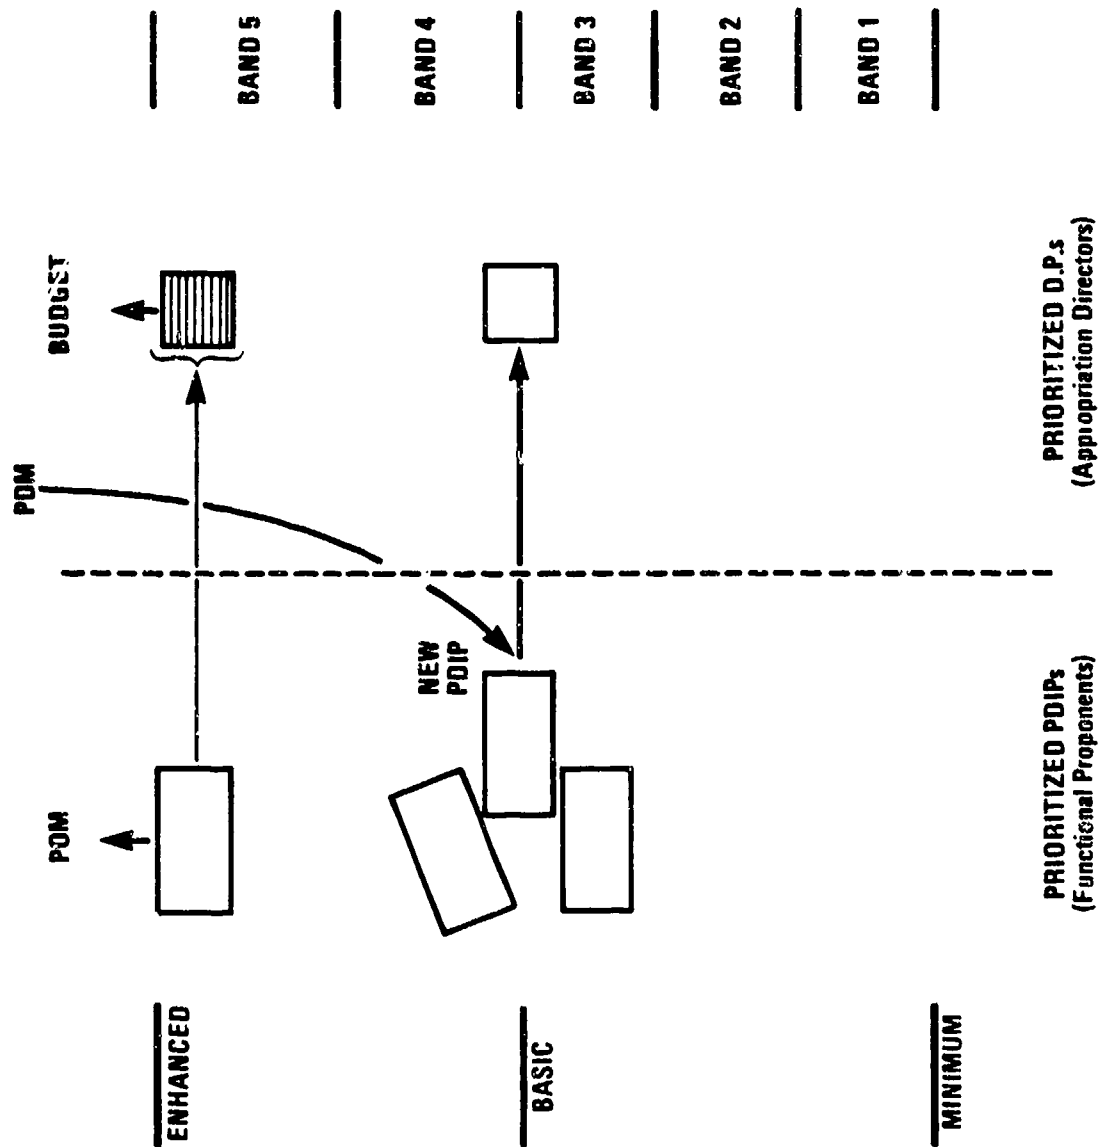 PDM
POM
BUDGET
ENHANCED
BAND 5
NEW
PDIP
BAND 4
BASIC
BAND 3
BAND 2
BAND 1
MINIMUM
PRIORITIZED PDIPs
(Functional Proponents)
PRIORITIZED D.P.s
(Appropriation Directors)